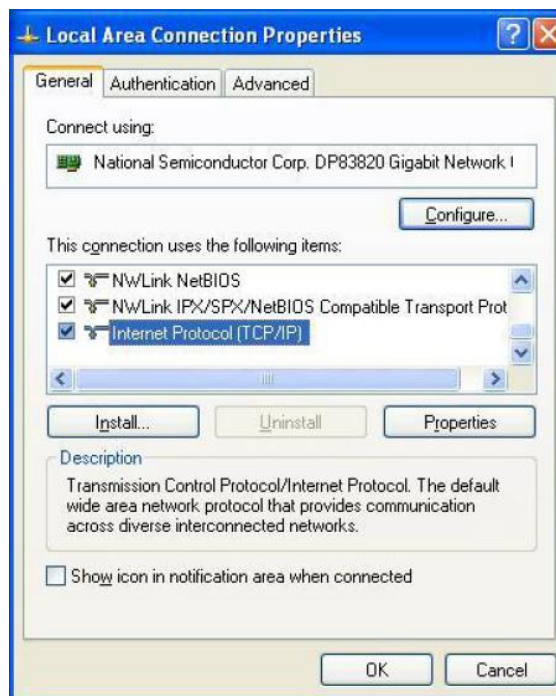 Local Area Connection Properties
General Authentication Advanced
Connect using:
National Semiconductor Corp. DP83820 Gigabit Network
Configure...
This connection uses the following items:
NWLink NetBIOS
NWLink IPX/SPX/NetBIOS Compatible Transport Prot
Internet Protocol (TCP/IP)
Install... Uninstall Properties
Description
Transmission Control Protocol/Internet Protocol. The default
wide area network protocol that provides communication
across diverse interconnected networks.
Show icon in notification area when connected
OK Cancel